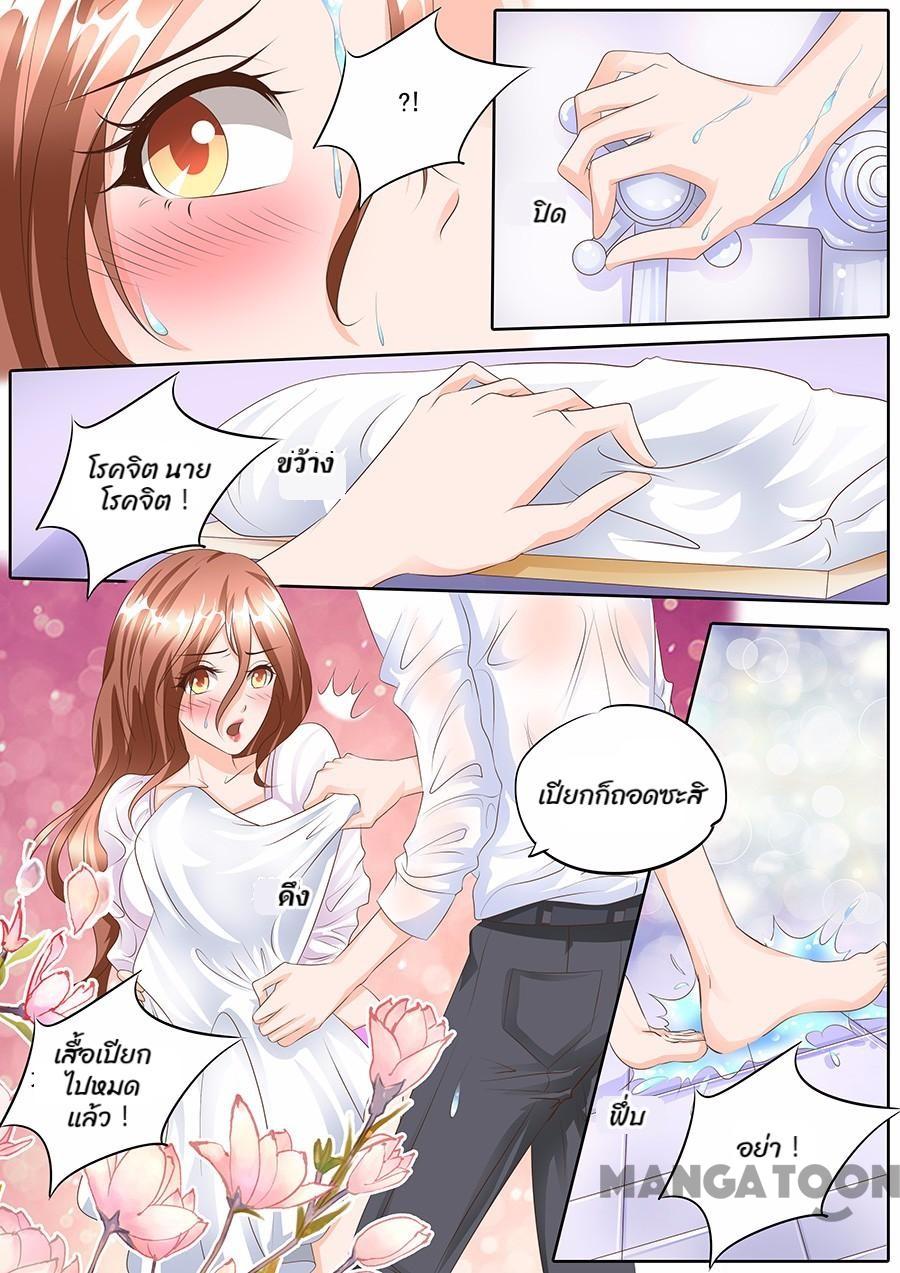 ?!
ปิด
โรคจิต นาย
โรคจิต !
ขว้าง
เปียกก็ถอดซะสิ
ดึง
เสื้อเปียก
ไปหมด
แล้ว !
ฟึ่บ
อย่า !
MANGATOON